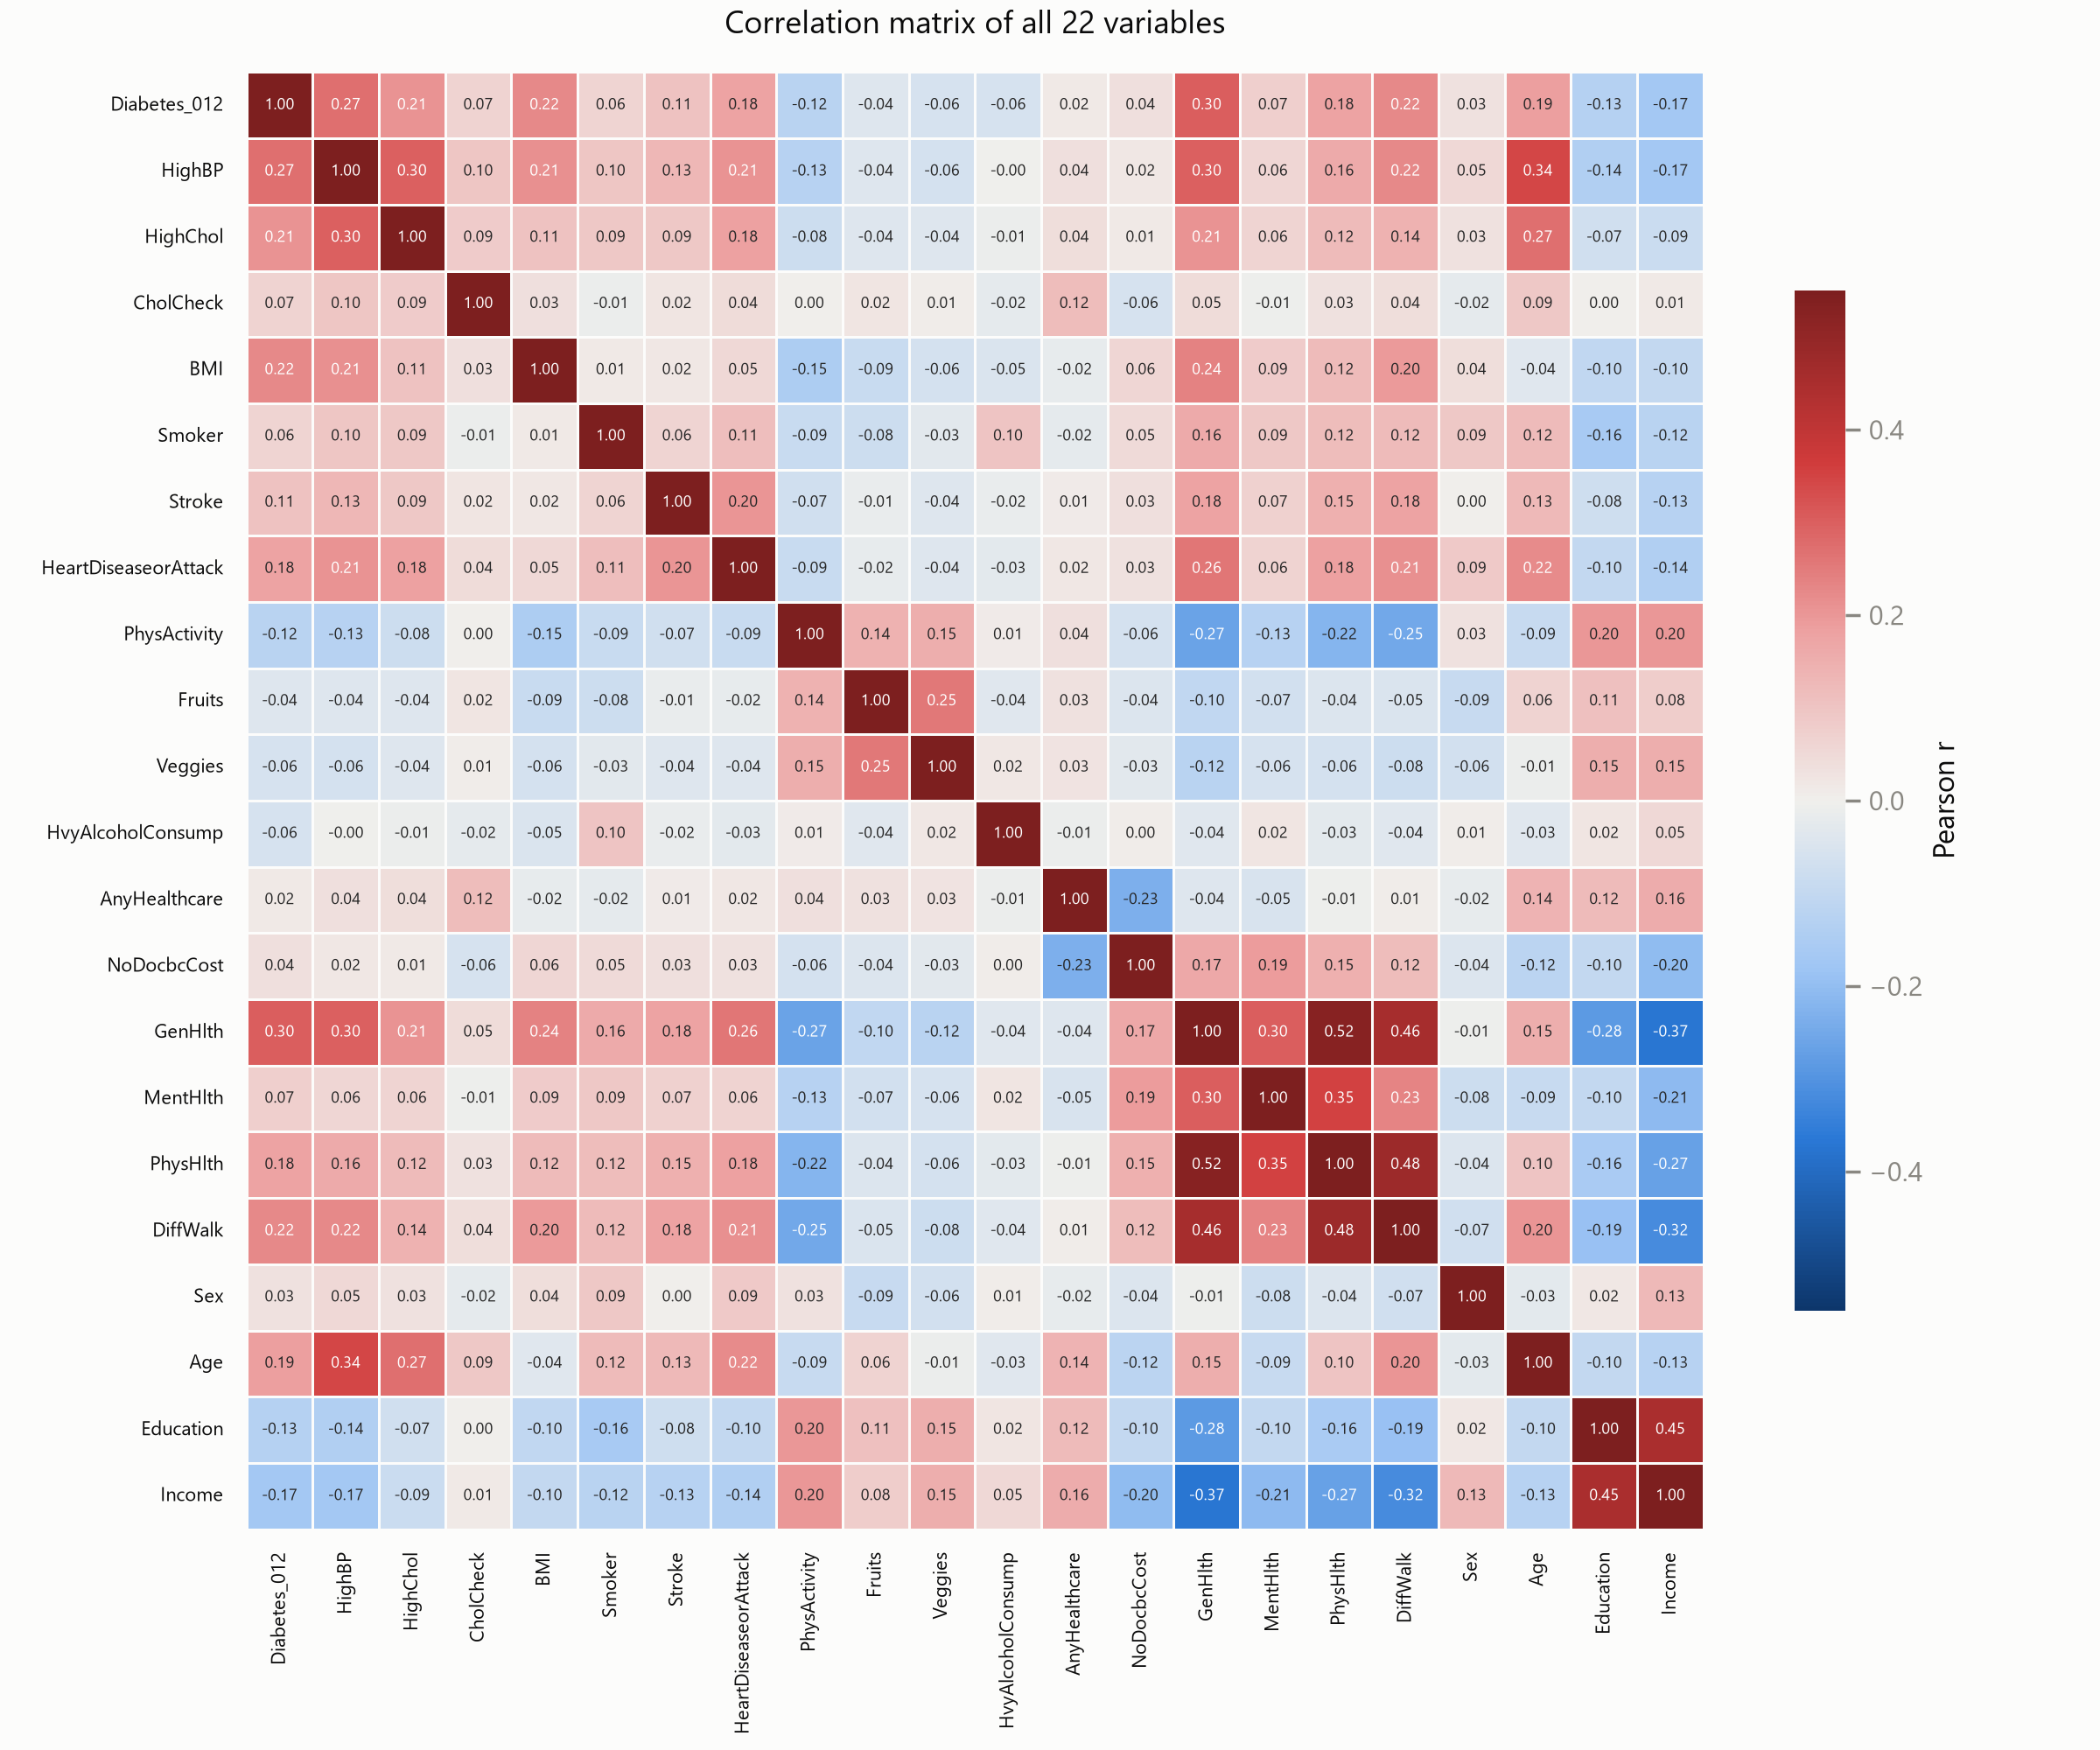 Correlation matrix of all 22 variables
Diabetes_012 1.00 0.27 0.21 0.07 0.22 0.06 0.11 0.18 -0.12 -0.04 -0.06 -0.06 0.02 0.04 0.30 0.07 0.18 0.22 0.03 0.19 -0.13 -0.17
HighBP 0.27 1.00 0.30 0.10 0.21 0.10 0.13 0.21 -0.13 -0.04 -0.06 -0.00 0.04 0.02 0.30 0.06 0.16 0.22 0.05 0.34 -0.14 -0.17
HighChol 0.21 0.30 1.00 0.09 0.11 0.09 0.09 0.18 -0.08 -0.04 -0.04 -0.01 0.04 0.01 0.21 0.06 0.12 0.14 0.03 0.27 -0.07 -0.09
CholCheck 0.07 0.10 0.09 1.00 0.03 -0.01 0.02 0.04 0.00 0.02 0.01 -0.02 0.12 -0.06 0.05 -0.01 0.03 0.04 -0.02 0.09 0.00 0.01
BMI 0.22 0.21 0.11 0.03 1.00 0.01 0.02 0.05 -0.15 -0.09 -0.06 -0.05 -0.02 0.06 0.24 0.09 0.12 0.20 0.04 -0.04 -0.10 -0.10
Smoker 0.06 0.10 0.09 -0.01 0.01 1.00 0.06 0.11 -0.09 -0.08 -0.03 0.10 -0.02 0.05 0.16 0.09 0.12 0.12 0.09 0.12 -0.16 -0.12
Stroke 0.11 0.13 0.09 0.02 0.02 0.06 1.00 0.20 -0.07 -0.01 -0.04 -0.02 0.01 0.03 0.18 0.07 0.15 0.18 0.00 0.13 -0.08 -0.13
HeartDiseaseorAttack 0.18 0.21 0.18 0.04 0.05 0.11 0.20 1.00 -0.09 -0.02 -0.04 -0.03 0.02 0.03 0.26 0.06 0.18 0.21 0.09 0.22 -0.10 -0.14
PhysActivity -0.12 -0.13 -0.08 0.00 -0.15 -0.09 -0.07 -0.09 1.00 0.14 0.15 0.01 0.04 -0.06 -0.27 -0.13 -0.22 -0.25 0.03 -0.09 0.20 0.20
Fruits -0.04 -0.04 -0.04 0.02 -0.09 -0.08 -0.01 -0.02 0.14 1.00 0.25 -0.04 0.03 -0.04 -0.10 -0.07 -0.04 -0.05 -0.09 0.06 0.11 0.08
Veggies -0.06 -0.06 -0.04 0.01 -0.06 -0.03 -0.04 -0.04 0.15 0.25 1.00 0.02 0.03 -0.03 -0.12 -0.06 -0.06 -0.08 -0.06 -0.01 0.15 0.15
HvyAlcoholConsump -0.06 -0.00 -0.01 -0.02 -0.05 0.10 -0.02 -0.03 0.01 -0.04 0.02 1.00 -0.01 0.00 -0.04 0.02 -0.03 -0.04 0.01 -0.03 0.02 0.05
AnyHealthcare 0.02 0.04 0.04 0.12 -0.02 -0.02 0.01 0.02 0.04 0.03 0.03 -0.01 1.00 -0.23 -0.04 -0.05 -0.01 0.01 -0.02 0.14 0.12 0.16
NoDocbcCost 0.04 0.02 0.01 -0.06 0.06 0.05 0.03 0.03 -0.06 -0.04 -0.03 0.00 -0.23 1.00 0.17 0.19 0.15 0.12 -0.04 -0.12 -0.10 -0.20
GenHlth 0.30 0.30 0.21 0.05 0.24 0.16 0.18 0.26 -0.27 -0.10 -0.12 -0.04 -0.04 0.17 1.00 0.30 0.52 0.46 -0.01 0.15 -0.28 -0.37
MentHlth 0.07 0.06 0.06 -0.01 0.09 0.09 0.07 0.06 -0.13 -0.07 -0.06 0.02 -0.05 0.19 0.30 1.00 0.35 0.23 -0.08 -0.09 -0.10 -0.21
PhysHlth 0.18 0.16 0.12 0.03 0.12 0.12 0.15 0.18 -0.22 -0.04 -0.06 -0.03 -0.01 0.15 0.52 0.35 1.00 0.48 -0.04 0.10 -0.16 -0.27
DiffWalk 0.22 0.22 0.14 0.04 0.20 0.12 0.18 0.21 -0.25 -0.05 -0.08 -0.04 0.01 0.12 0.46 0.23 0.48 1.00 -0.07 0.20 -0.19 -0.32
Sex 0.03 0.05 0.03 -0.02 0.04 0.09 0.00 0.09 0.03 -0.09 -0.06 0.01 -0.02 -0.04 -0.01 -0.08 -0.04 -0.07 1.00 -0.03 0.02 0.13
Age 0.19 0.34 0.27 0.09 -0.04 0.12 0.13 0.22 -0.09 0.06 -0.01 -0.03 0.14 -0.12 0.15 -0.09 0.10 0.20 -0.03 1.00 -0.10 -0.13
Education -0.13 -0.14 -0.07 0.00 -0.10 -0.16 -0.08 -0.10 0.20 0.11 0.15 0.02 0.12 -0.10 -0.28 -0.10 -0.16 -0.19 0.02 -0.10 1.00 0.45
Income -0.17 -0.17 -0.09 0.01 -0.10 -0.12 -0.13 -0.14 0.20 0.08 0.15 0.05 0.16 -0.20 -0.37 -0.21 -0.27 -0.32 0.13 -0.13 0.45 1.00
Diabetes_012 HighBP HighChol CholCheck BMI Smoker Stroke HeartDiseaseorAttack PhysActivity Fruits Veggies HvyAlcoholConsump AnyHealthcare NoDocbcCost GenHlth MentHlth PhysHlth DiffWalk Sex Age Education Income
0.4
0.2
0.0
−0.2
−0.4
Pearson r